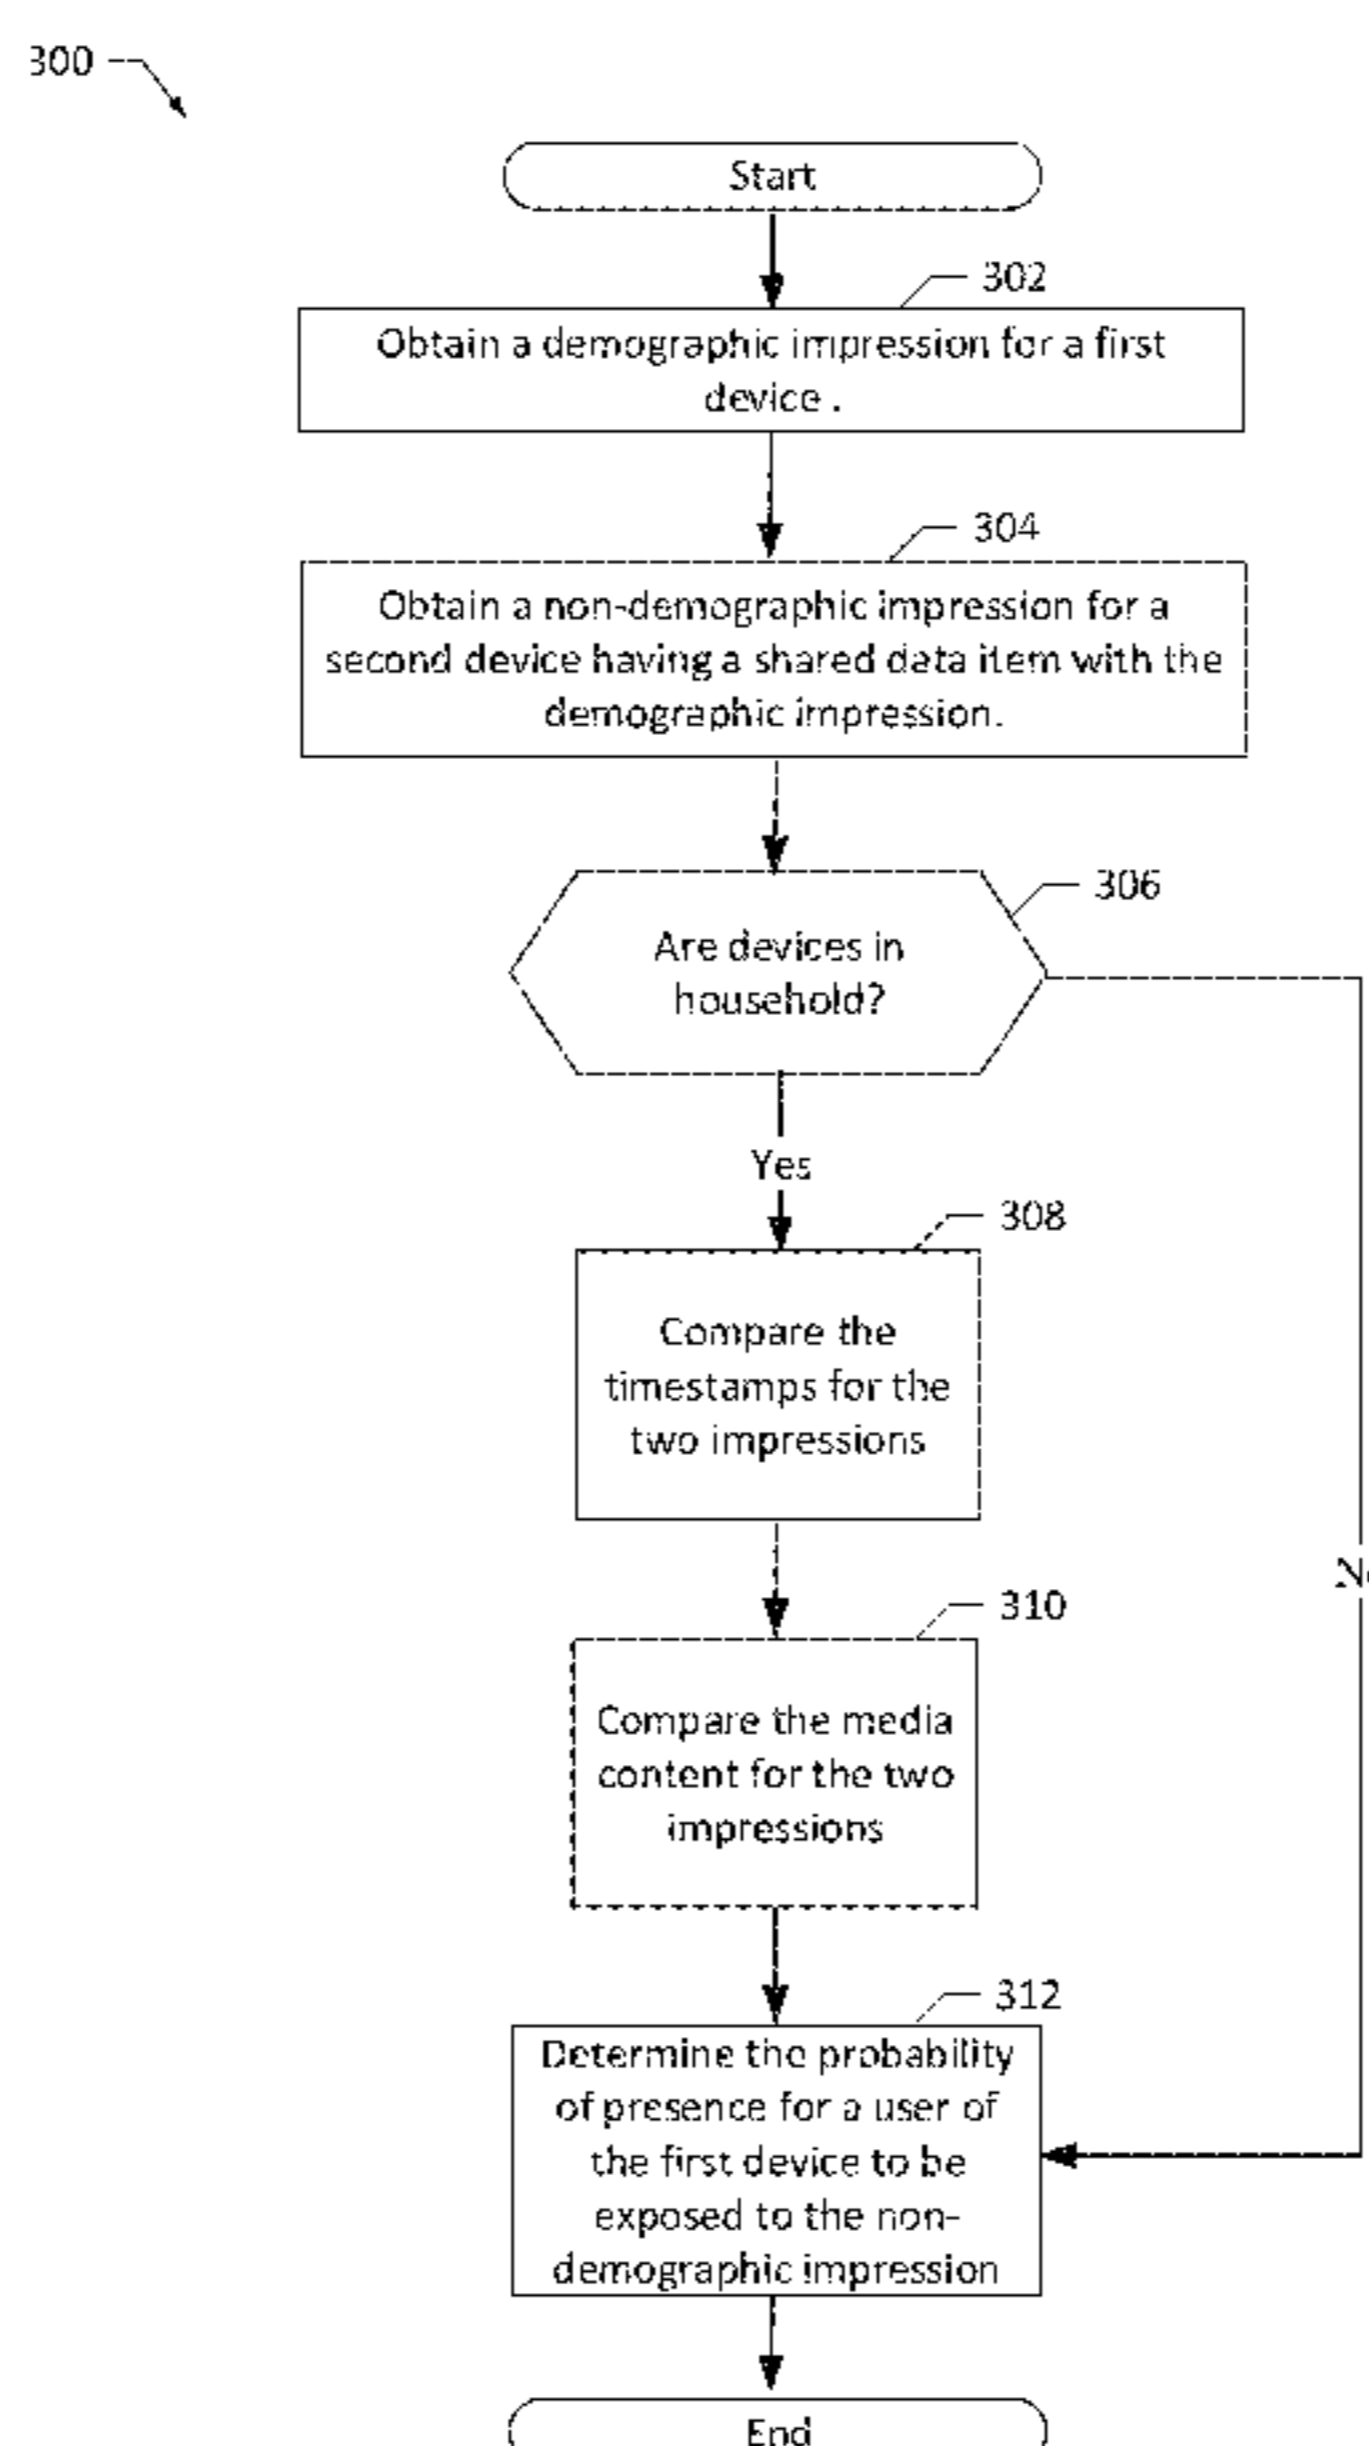 300
Start
302
Obtain a demographic impression for a first
device .
304
Obtain a non-demographic impression for a
second device having a shared data item with the
demographic impression.
306
Are devices in
household?
Yes
308
Compare the
timestamps for the
two impressions
310
Compare the media
content for the two
impressions
312
Determine the probability
of presence for a user of
the first device to be
exposed to the non-
demographic impression
End